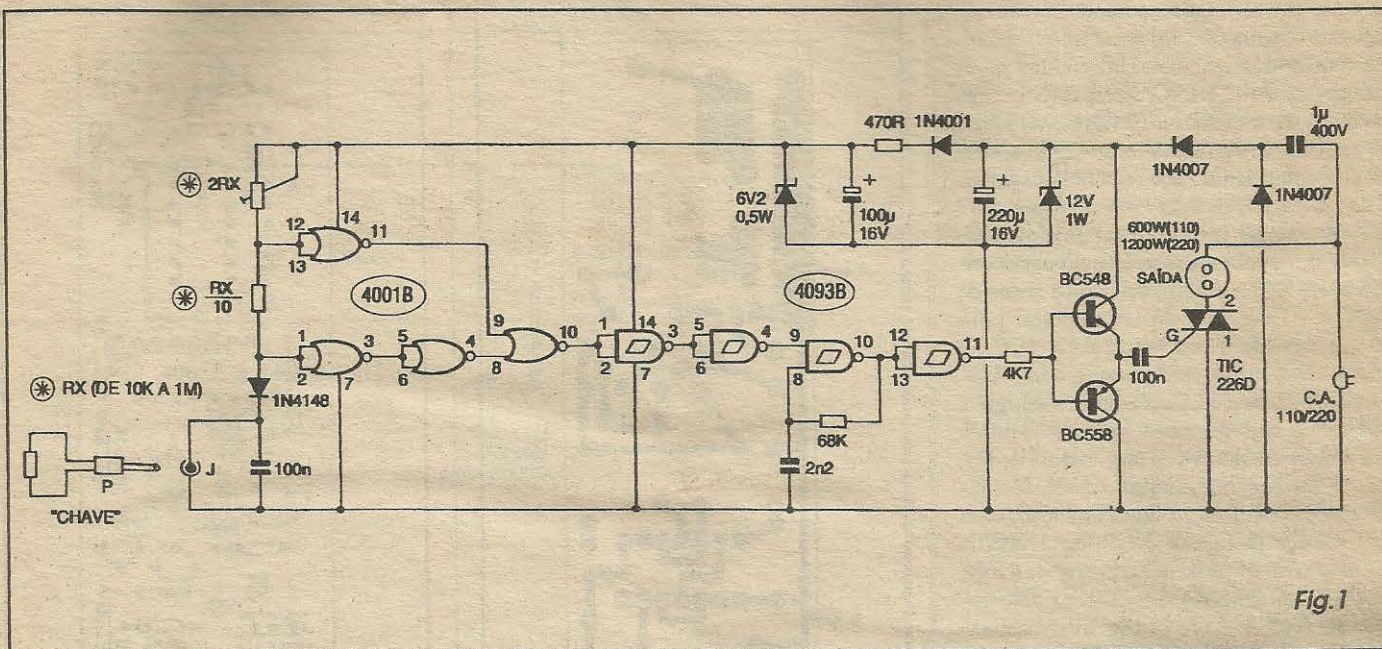 470R 1N4001
1µ
400V
1N4007
1N4007
✱ 2RX
14
12
11
13
6V2
0,5W
+
100µ
16V
+
220µ
16V
12V
1W
600W(110)
1200W(220)
SAÍDA
✱ RX
10
4001B
4093B
BC548
2
G
1
TIC
226D
9
10
8
1
14
3
2
7
5
4
6
9
10
8
12
11
13
4K7
100n
1
3
2
7
5
4
6
✱ RX (DE 10K A 1M)
1N4148
68K
BC558
C.A.
110/220
J
100n
2n2
P
"CHAVE"
Fig.1